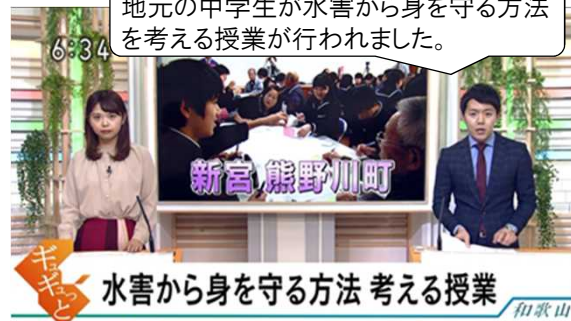 地元の中学生が水害から身を守る方法
を考える授業が行われました。
6:34
新宮 熊野川町
ギュギュっと
水害から身を守る方法 考える授業
和歌山